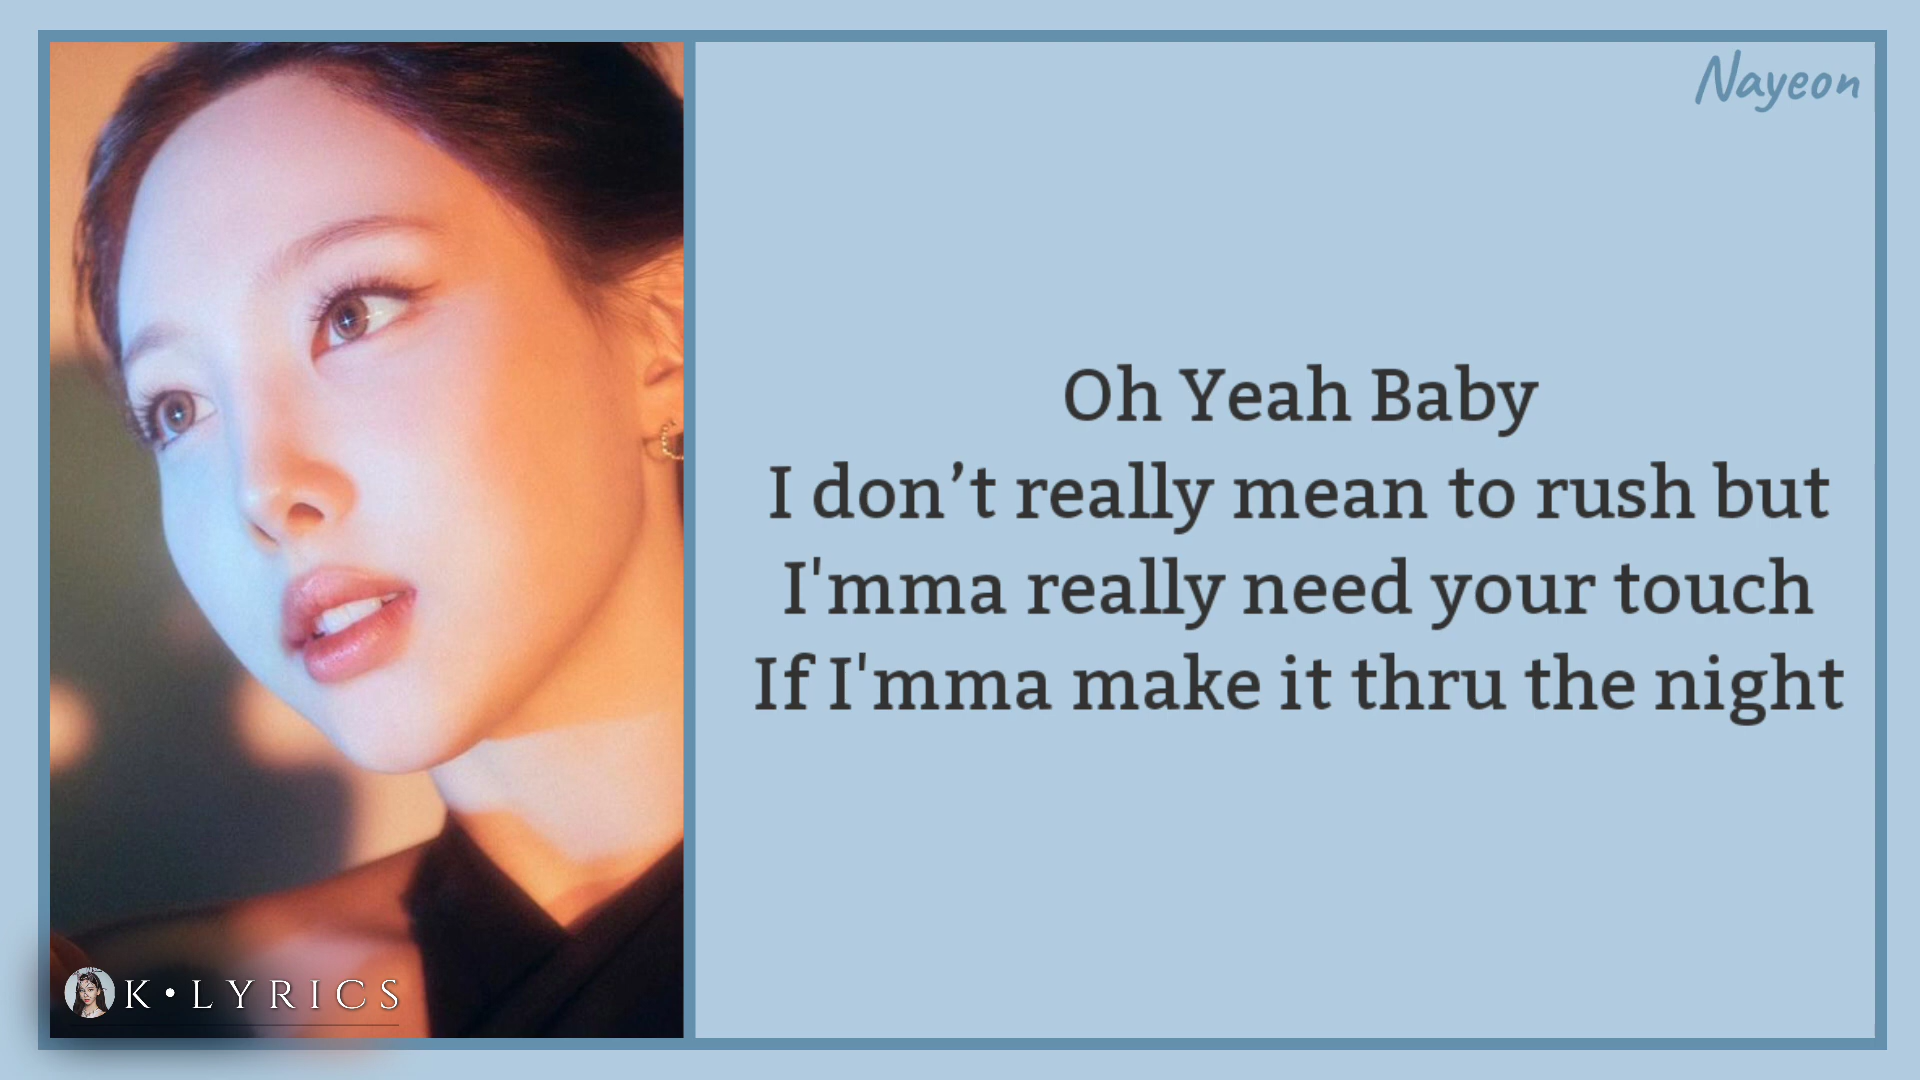 Nayeon
Oh Yeah Baby
I don’t really mean to rush but
I'mma really need your touch
If I'mma make it thru the night
K•LYRICS